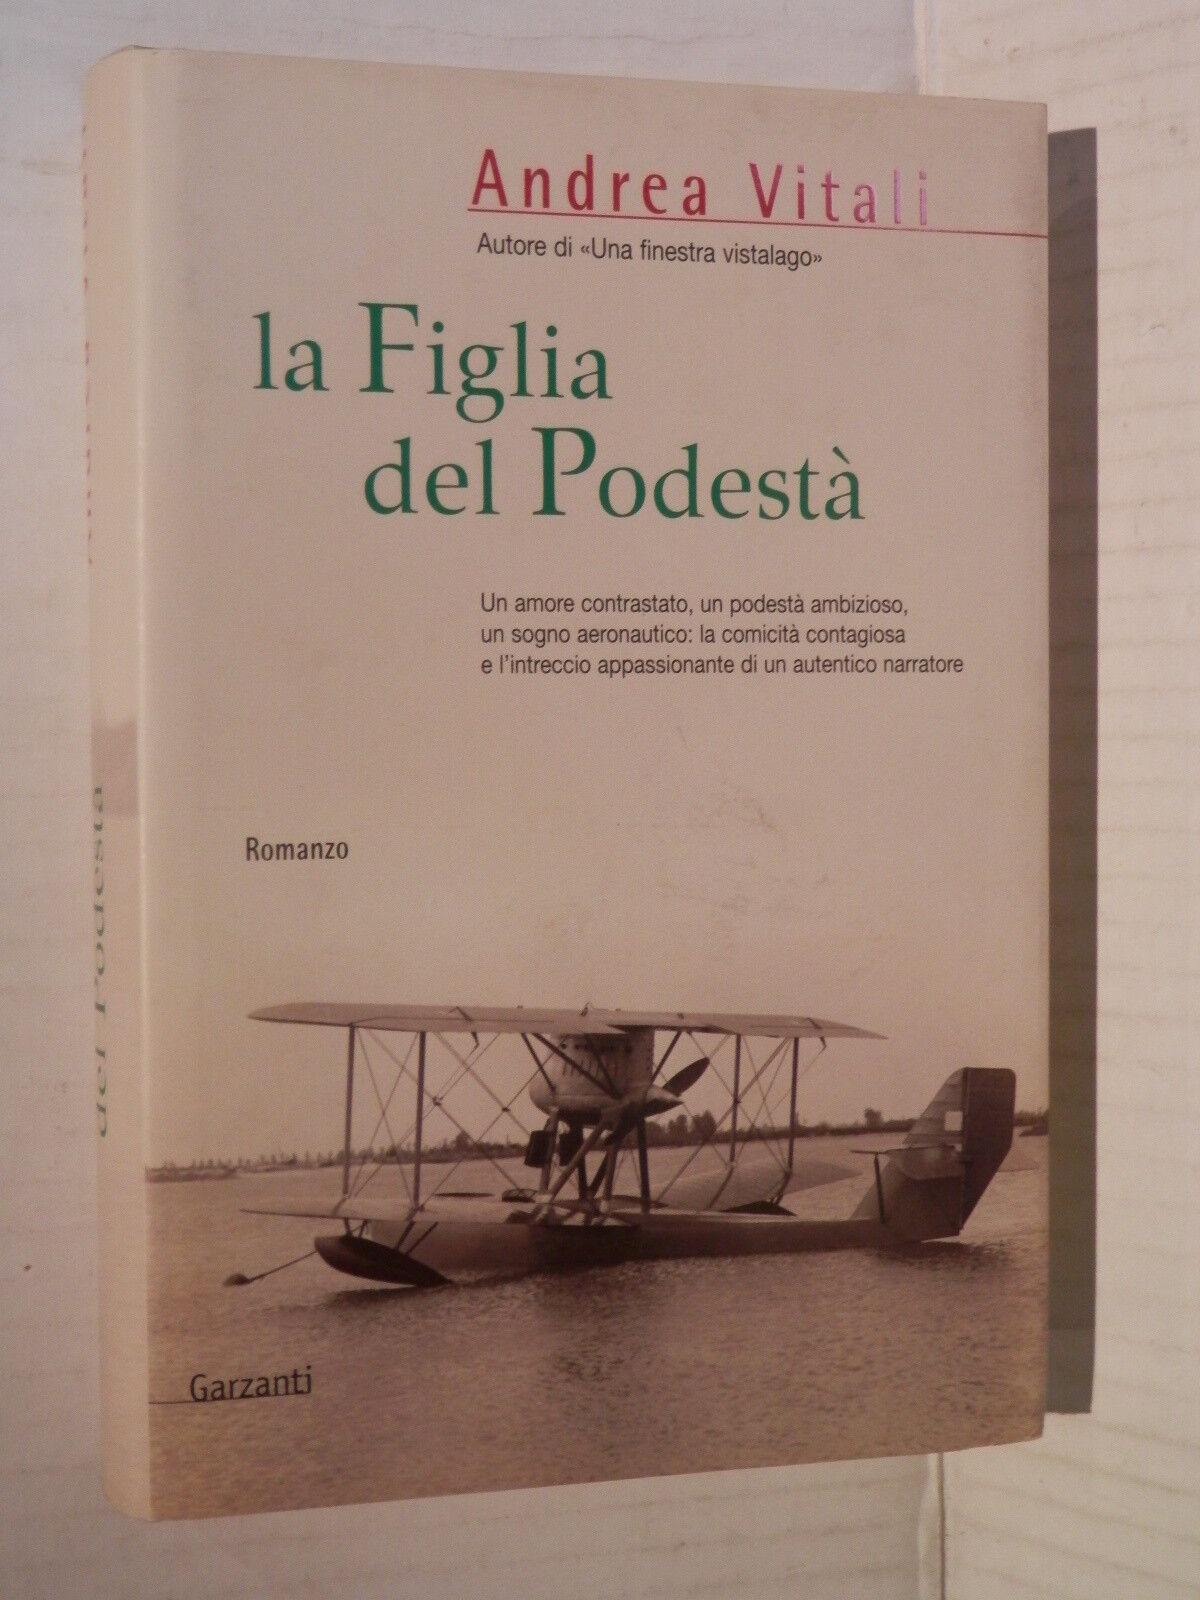 Andrea Vitali
Autore di «Una finestra vistalago»
la Figlia
del Podestà
Un amore contrastato, un podestà ambizioso,
un sogno aeronautico: la comicità contagiosa
e l'intreccio appassionante di un autentico narratore
Romanzo
Garzanti
del Podestà